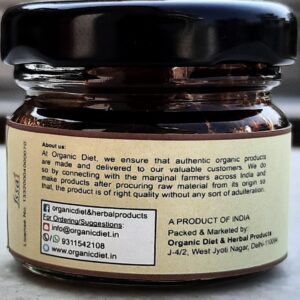 About us:
At Organic Diet, we ensure that authentic organic products
are made and delivered to our valuable customers. We do
so by connecting with the marginal farmers across India and
make products after procuring raw material from its origin so
that, the product is of right quality without any sort of adulteration.
organicdiet&herbalproducts
For Ordering/Suggestions:
info@organicdiet.in
9311542108
www.organicdiet.in
A PRODUCT OF INDIA
Packed & Marketed by:
Organic Diet & Herbal Products
J-4/2, West Jyoti Nagar, Delhi-110094
fssai
License No.